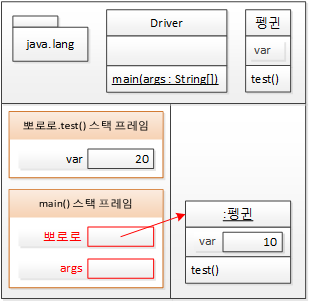 java.lang
Driver
main(args : String[])
펭귄
var
test()
뽀로로.test() 스택 프레임
var 20
main() 스택 프레임
뽀로로
args
:펭귄
var 10
test()